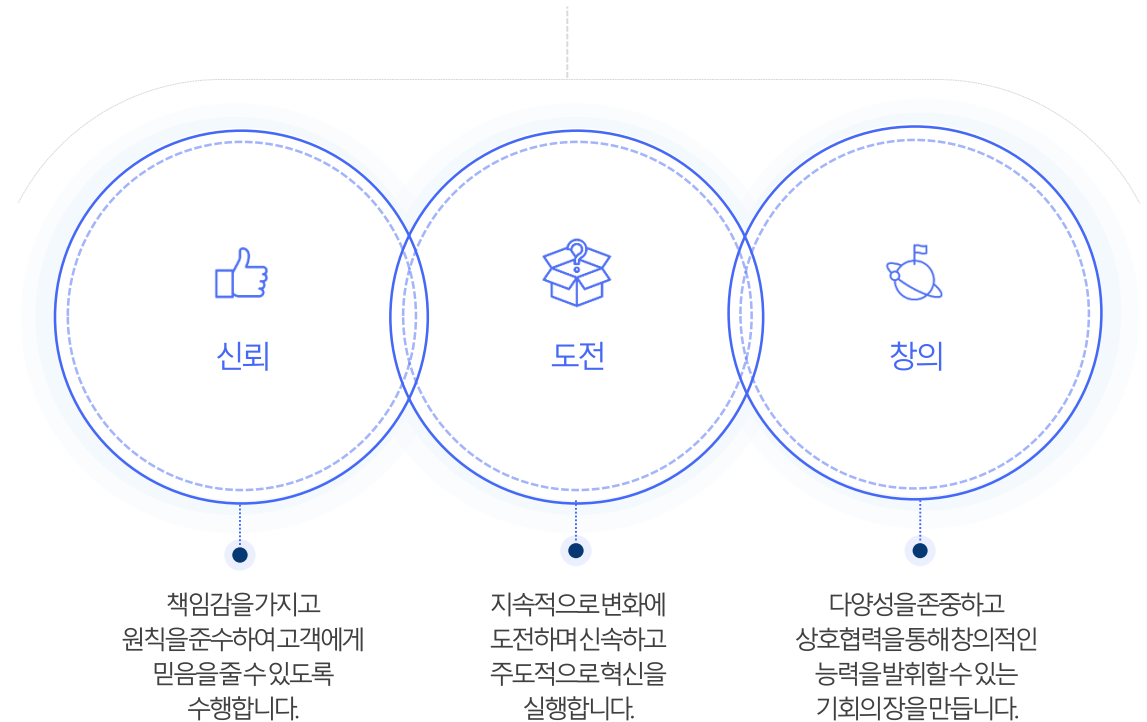 신뢰
도전
창의
책임감을 가지고
원칙을 준수하여 고객에게
믿음을 줄 수 있도록
수행합니다.
지속적으로 변화에
도전하며 신속하고
주도적으로 혁신을
실행합니다.
다양성을 존중하고
상호협력을 통해 창의적인
능력을 발휘할 수 있는
기회의 장을 만듭니다.